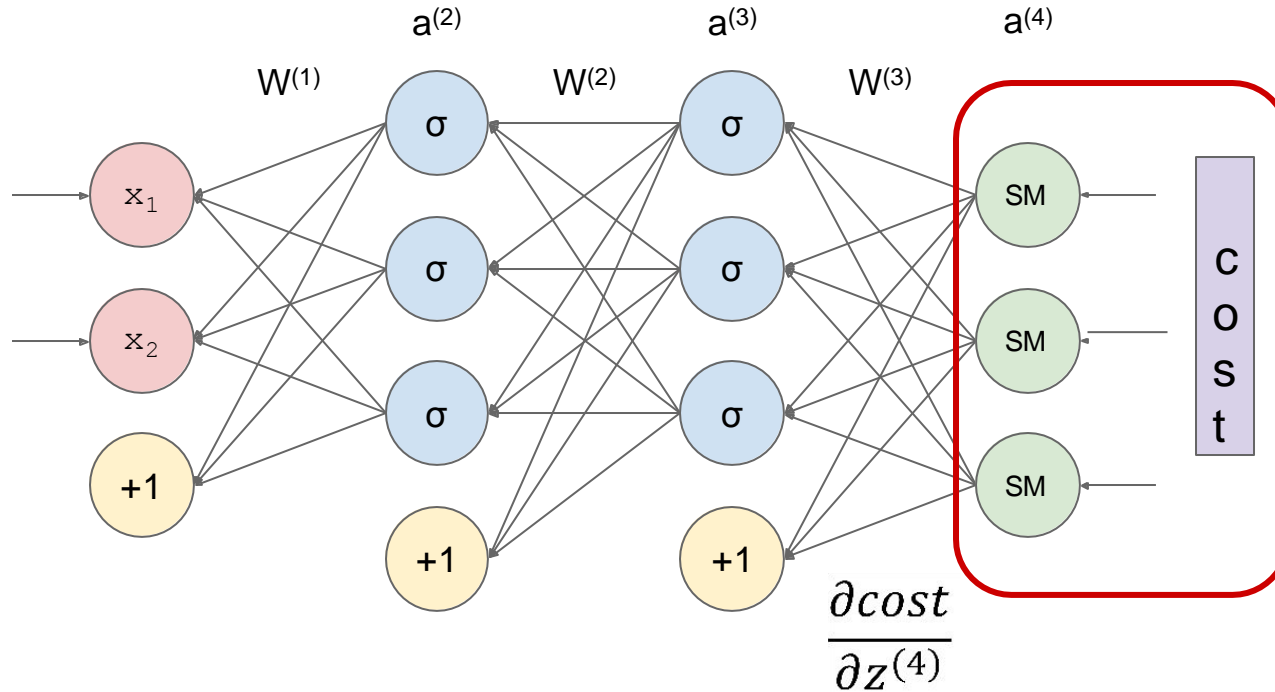 a⁽²⁾ a⁽³⁾ a⁽⁴⁾
W⁽¹⁾ W⁽²⁾ W⁽³⁾
σ σ
x₁ SM
σ σ
x₂ SM
σ σ
+1 SM
+1 +1
c
o
s
t
∂cost
∂z⁽⁴⁾